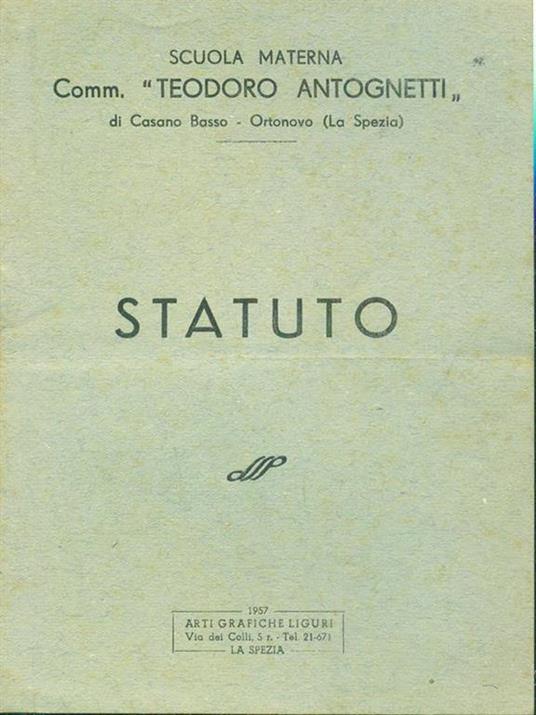 SCUOLA MATERNA
Comm. "TEODORO ANTOGNETTI„
di Casano Basso - Ortonovo (La Spezia)
STATUTO
1957
ARTI GRAFICHE LIGURI
Via dei Colli, 5 r. - Tel. 21-671
LA SPEZIA